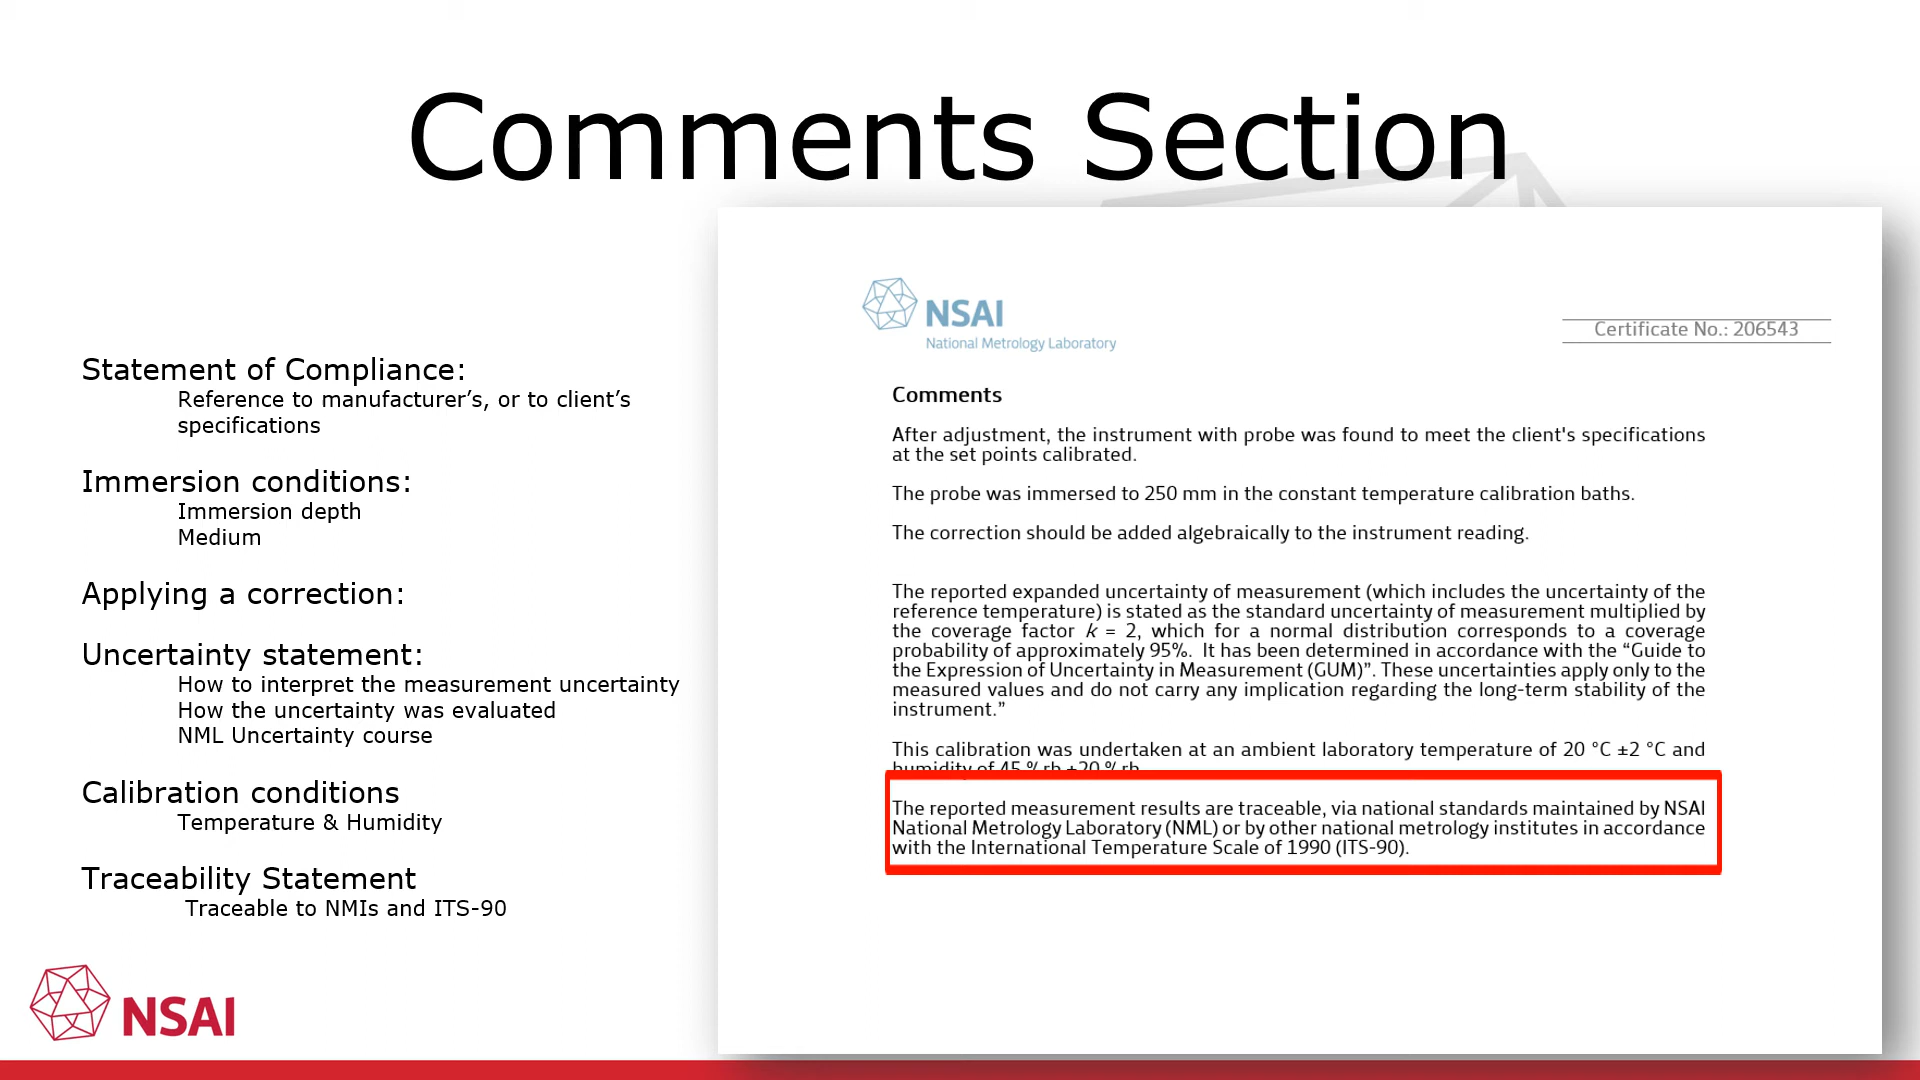 Comments Section
Statement of Compliance:
Reference to manufacturer’s, or to client’s
specifications
Immersion conditions:
Immersion depth
Medium
Applying a correction:
Uncertainty statement:
How to interpret the measurement uncertainty
How the uncertainty was evaluated
NML Uncertainty course
Calibration conditions
Temperature & Humidity
Traceability Statement
Traceable to NMIs and ITS-90
NSAI
NSAI
National Metrology Laboratory
Certificate No.: 206543
Comments
After adjustment, the instrument with probe was found to meet the client's specifications
at the set points calibrated.
The probe was immersed to 250 mm in the constant temperature calibration baths.
The correction should be added algebraically to the instrument reading.
The reported expanded uncertainty of measurement (which includes the uncertainty of the
reference temperature) is stated as the standard uncertainty of measurement multiplied by
the coverage factor k = 2, which for a normal distribution corresponds to a coverage
probability of approximately 95%. It has been determined in accordance with the “Guide to
the Expression of Uncertainty in Measurement (GUM)”. These uncertainties apply only to the
measured values and do not carry any implication regarding the long-term stability of the
instrument.”
This calibration was undertaken at an ambient laboratory temperature of 20 °C ±2 °C and
humidity of 45 % rh ±20 % rh
The reported measurement results are traceable, via national standards maintained by NSAI
National Metrology Laboratory (NML) or by other national metrology institutes in accordance
with the International Temperature Scale of 1990 (ITS-90).